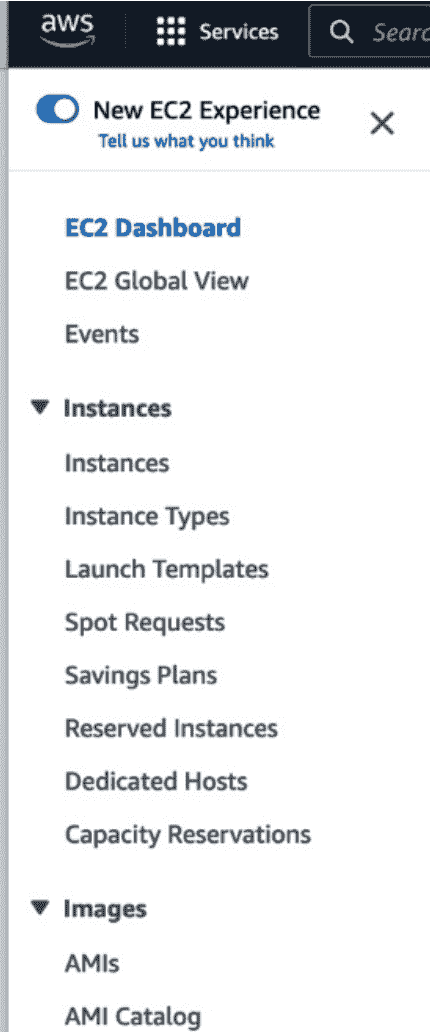 aws
Services
Searc
New EC2 Experience
Tell us what you think
EC2 Dashboard
EC2 Global View
Events
Instances
Instances
Instance Types
Launch Templates
Spot Requests
Savings Plans
Reserved Instances
Dedicated Hosts
Capacity Reservations
Images
AMIs
AMI Catalog